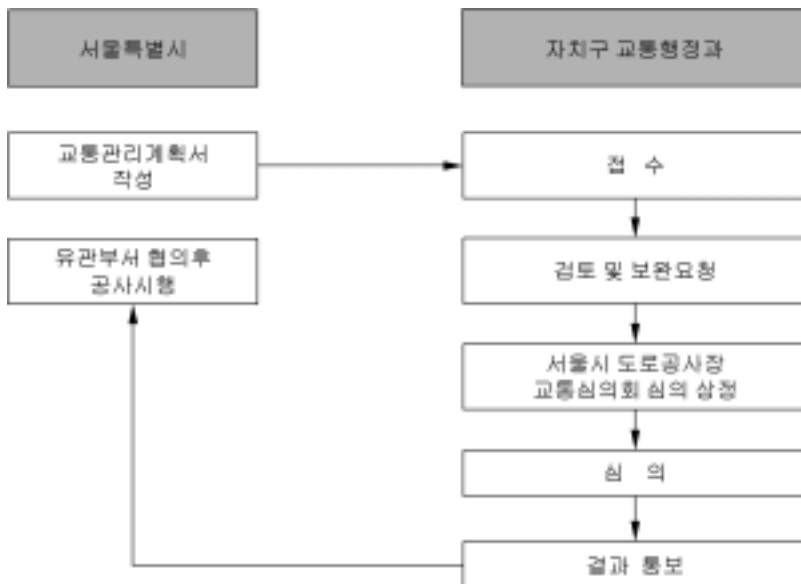 서울특별시
자치구 교통행정과
교통관리계획서
작성
접 수
유관부서 협의후
공사시행
검토 및 보완요청
서울시 도로공사장
교통심의회 심의 상정
심 의
결과 통보